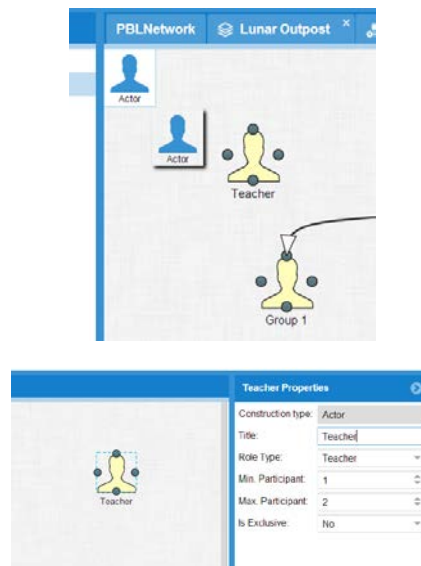 PBLNetwork Lunar Outpost ×
Actor
Actor
Teacher
Group 1
Teacher Properties
Construction type: Actor
Title: Teacher
Role Type: Teacher
Min. Participant: 1
Max. Participant: 2
Is Exclusive: No
Teacher